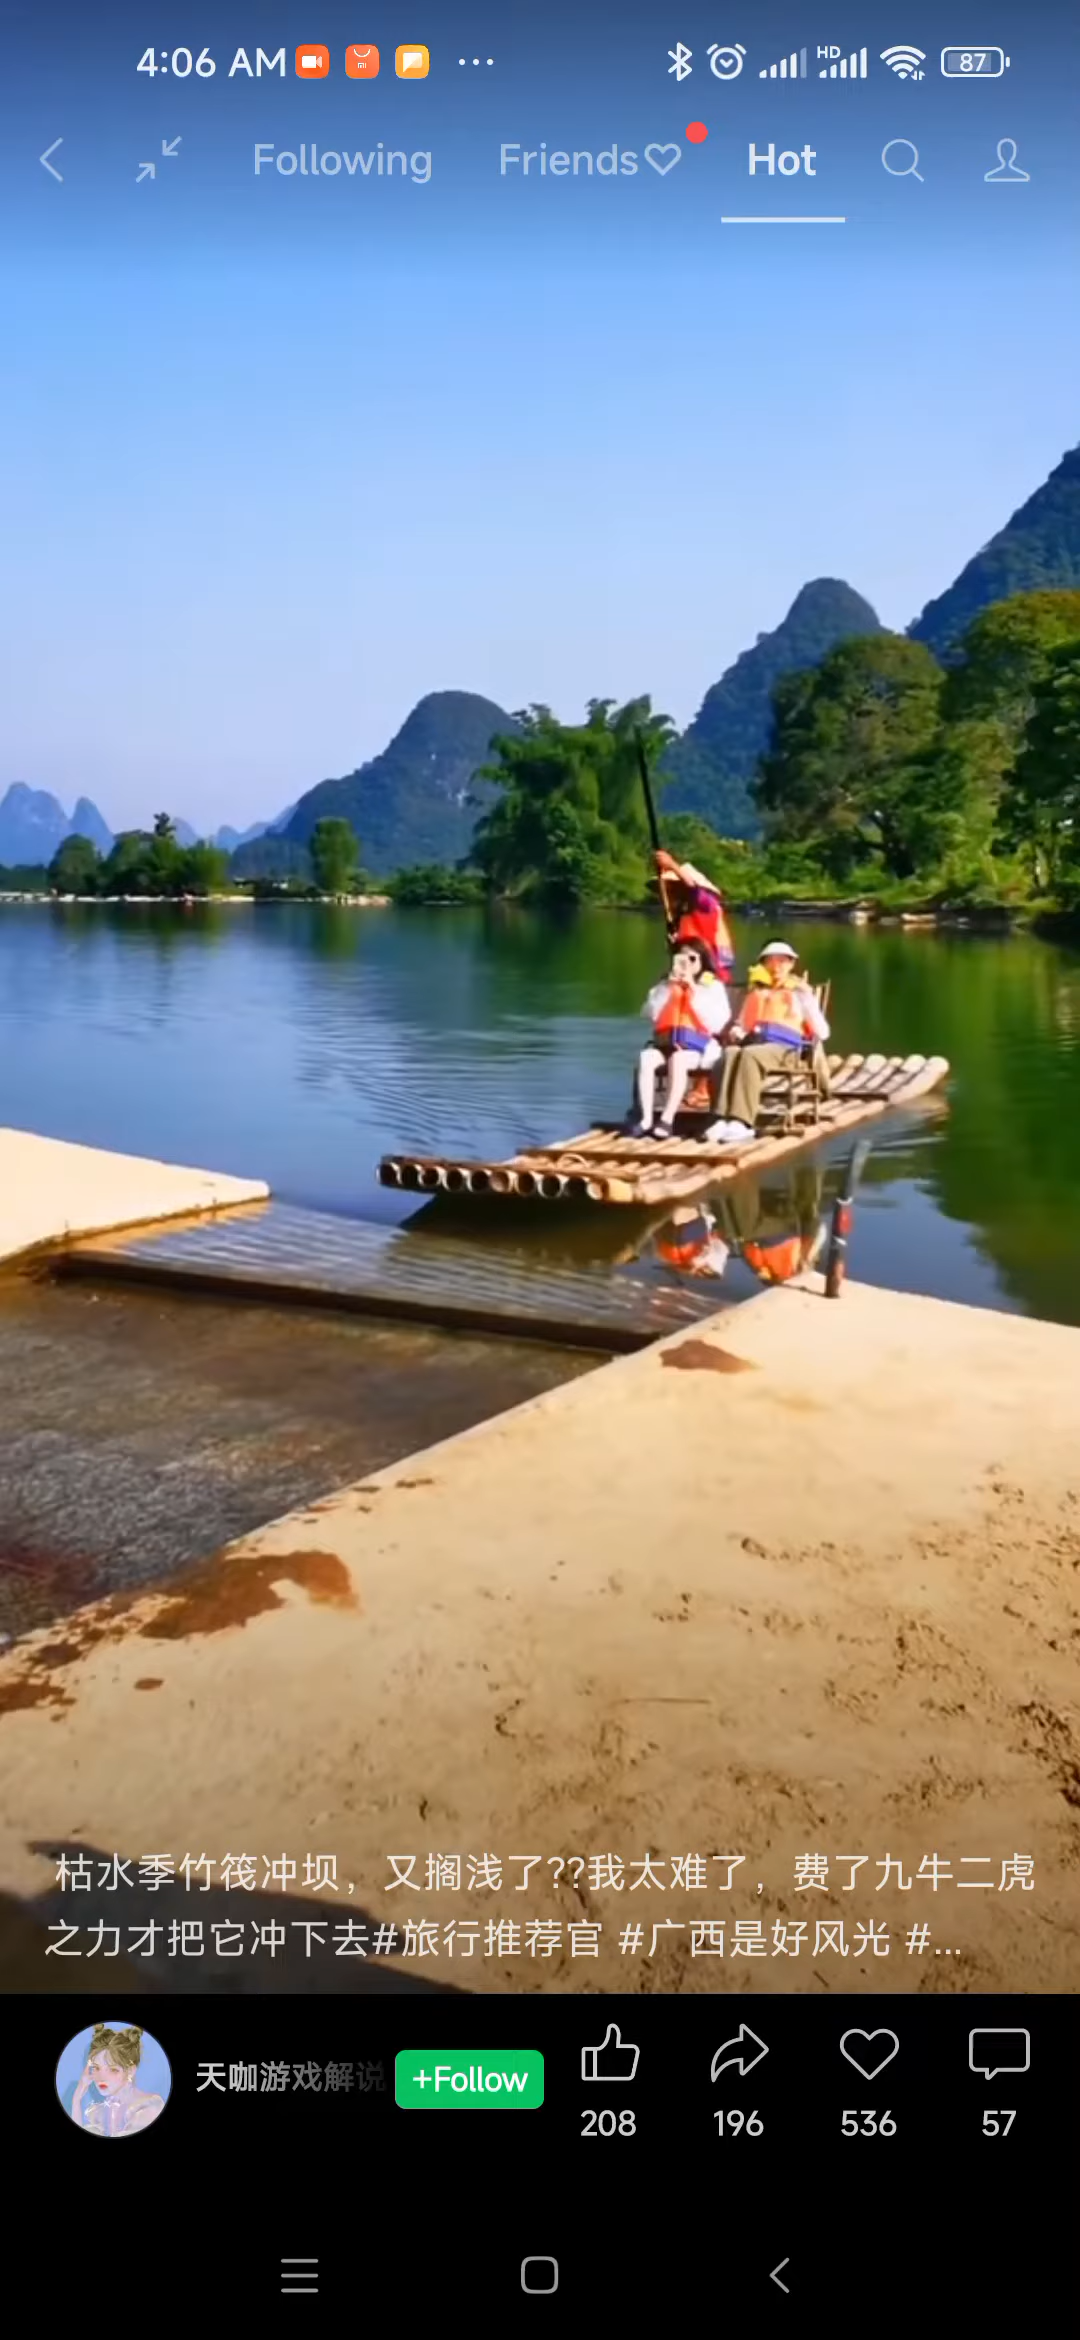 4:06 AM ... HD 87
Following Friends Hot
枯水季竹筏冲坝，又搁浅了??我太难了，费了九牛二虎
之力才把它冲下去#旅行推荐官 #广西是好风光 #...
天咖游戏解说 +Follow
208 196 536 57